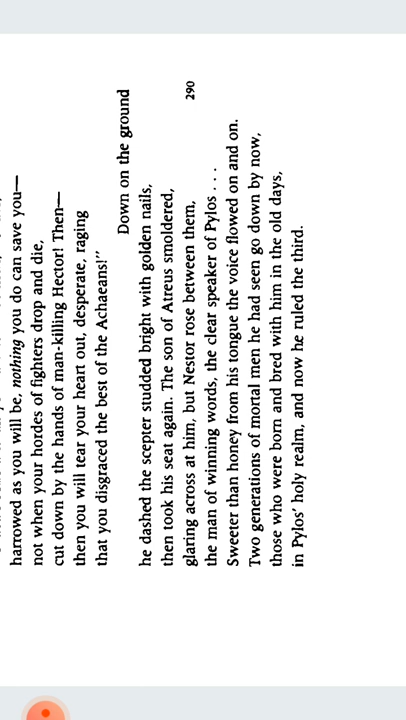 harrowed as you will be, nothing you do can save you—
not when your hordes of fighters drop and die,
cut down by the hands of man-killing Hector! Then—
then you will tear your heart out, desperate, raging
that you disgraced the best of the Achaeans!"
Down on the ground
he dashed the scepter studded bright with golden nails,
then took his seat again. The son of Atreus smoldered,
glaring across at him, but Nestor rose between them, 290
the man of winning words, the clear speaker of Pylos . . .
Sweeter than honey from his tongue the voice flowed on and on.
Two generations of mortal men he had seen go down by now,
those who were born and bred with him in the old days,
in Pylos' holy realm, and now he ruled the third.